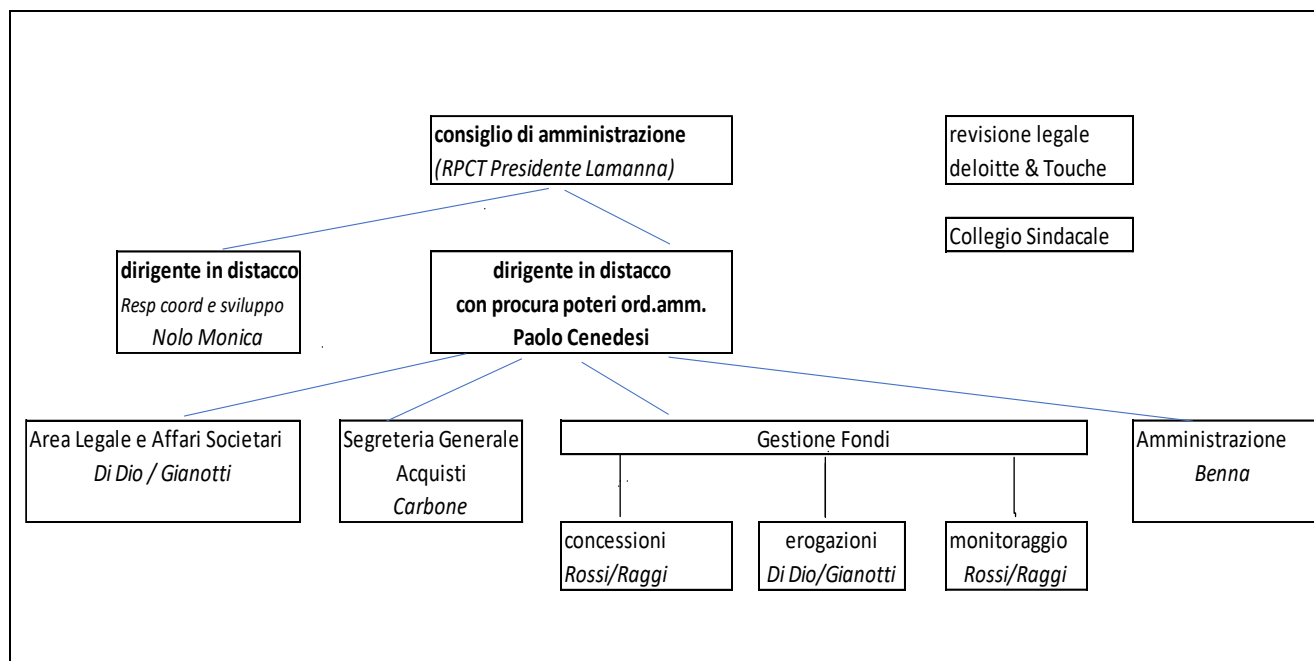 consiglio di amministrazione
(RPCT Presidente Lamanna)
revisione legale
deloitte & Touche
Collegio Sindacale
dirigente in distacco
Resp coord e sviluppo
Nolo Monica
dirigente in distacco
con procura poteri ord.amm.
Paolo Cenedesi
Area Legale e Affari Societari
Di Dio / Gianotti
Segreteria Generale
Acquisti
Carbone
Gestione Fondi
Amministrazione
Benna
concessioni
Rossi/Raggi
erogazioni
Di Dio/Gianotti
monitoraggio
Rossi/Raggi